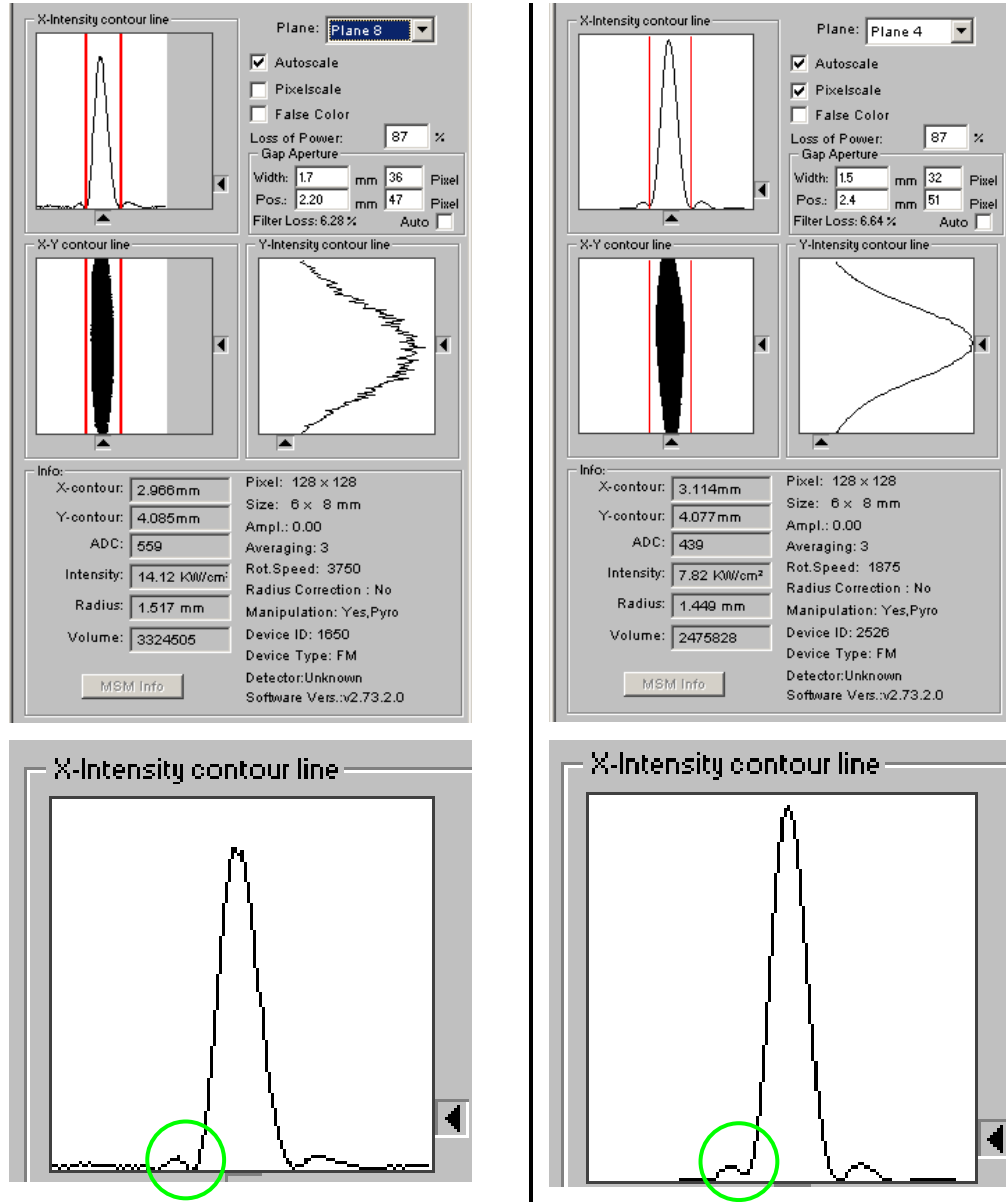 X-Intensity contour line
Plane: Plane 8
Autoscale
Pixelscale
False Color
Loss of Power: 87 %
Gap Aperture
Width: 1.7 mm 36 Pixel
Pos.: 2.20 mm 47 Pixel
Filter Loss: 6.28 % Auto
X-Y contour line
Y-Intensity contour line
Info:
X-contour: 2.966mm
Y-contour: 4.085mm
ADC: 559
Intensity: 14.12 KW/cm²
Radius: 1.517 mm
Volume: 3324505
MSM Info
Pixel: 128 x 128
Size: 6 x 8 mm
Ampl.: 0.00
Averaging: 3
Rot.Speed: 3750
Radius Correction : No
Manipulation: Yes,Pyro
Device ID: 1650
Device Type: FM
Detector:Unknown
Software Vers.:v2.73.2.0
X-Intensity contour line
X-Intensity contour line
Plane: Plane 4
Autoscale
Pixelscale
False Color
Loss of Power: 87 %
Gap Aperture
Width: 1.5 mm 32 Pixel
Pos.: 2.4 mm 51 Pixel
Filter Loss: 6.64 % Auto
X-Y contour line
Y-Intensity contour line
Info:
X-contour: 3.114mm
Y-contour: 4.077mm
ADC: 439
Intensity: 7.82 KW/cm²
Radius: 1.449 mm
Volume: 2475828
MSM Info
Pixel: 128 x 128
Size: 6 x 8 mm
Ampl.: 0.00
Averaging: 3
Rot.Speed: 1875
Radius Correction : No
Manipulation: Yes,Pyro
Device ID: 2526
Device Type: FM
Detector:Unknown
Software Vers.:v2.73.2.0
X-Intensity contour line